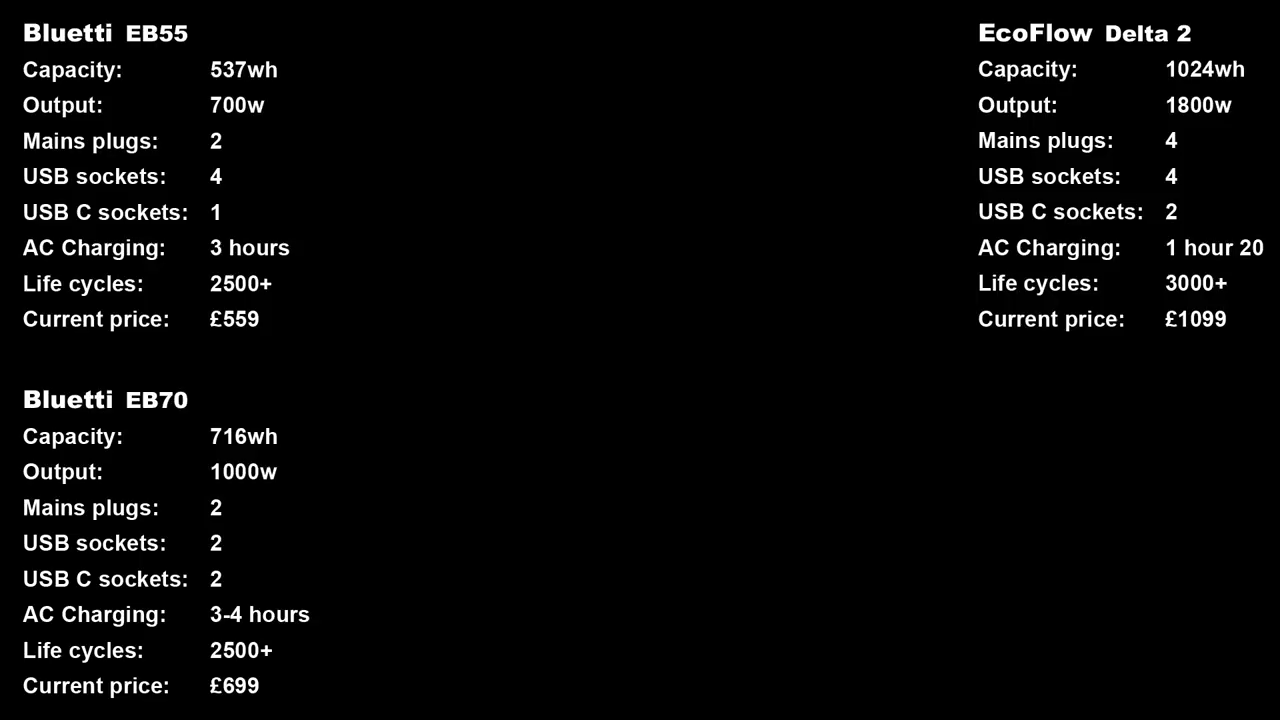 Bluetti EB55
Capacity: 537wh
Output: 700w
Mains plugs: 2
USB sockets: 4
USB C sockets: 1
AC Charging: 3 hours
Life cycles: 2500+
Current price: £559
Bluetti EB70
Capacity: 716wh
Output: 1000w
Mains plugs: 2
USB sockets: 2
USB C sockets: 2
AC Charging: 3-4 hours
Life cycles: 2500+
Current price: £699
EcoFlow Delta 2
Capacity: 1024wh
Output: 1800w
Mains plugs: 4
USB sockets: 4
USB C sockets: 2
AC Charging: 1 hour 20
Life cycles: 3000+
Current price: £1099